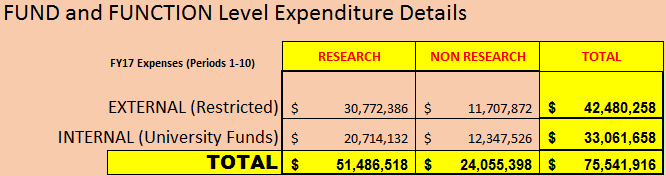 FUND and FUNCTION Level Expenditure Details
FY17 Expenses (Periods 1-10) RESEARCH NON RESEARCH TOTAL
EXTERNAL (Restricted) $ 30,772,386 $ 11,707,872 $ 42,480,258
INTERNAL (University Funds) $ 20,714,132 $ 12,347,526 $ 33,061,658
TOTAL $ 51,486,518 $ 24,055,398 $ 75,541,916